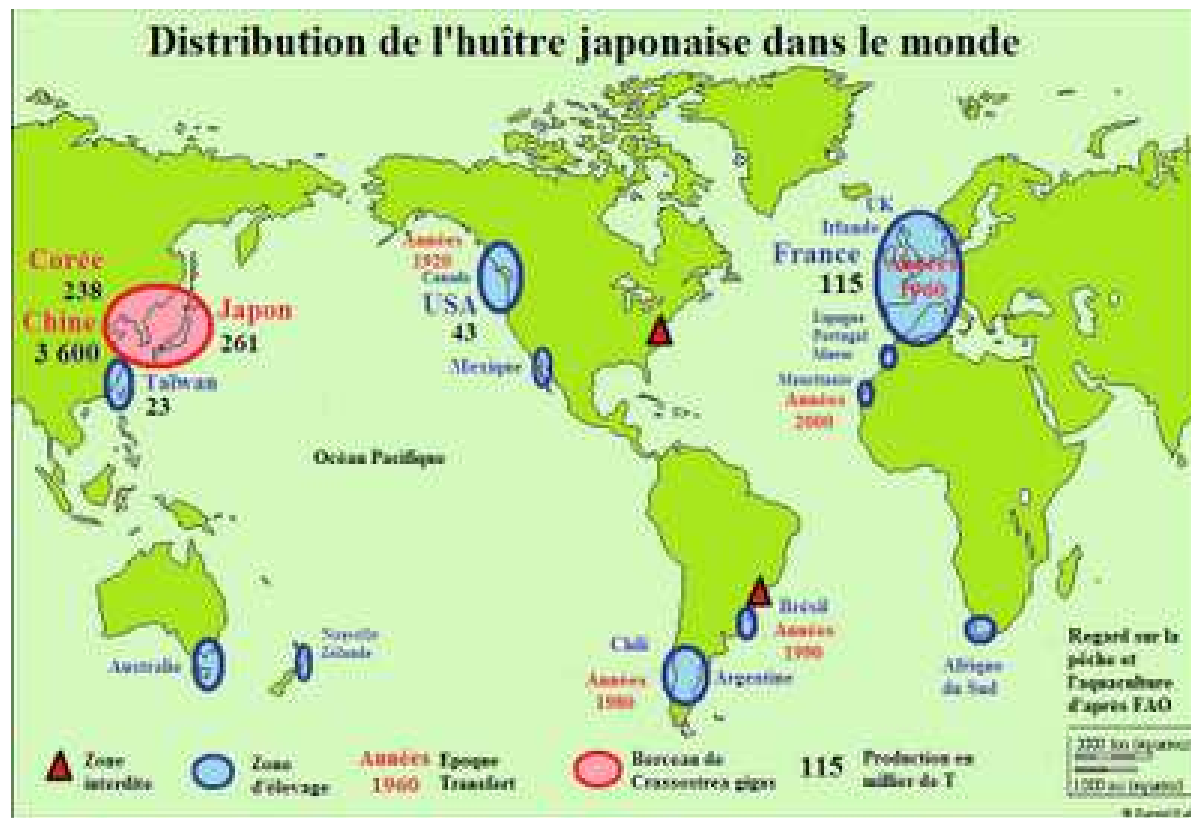 Distribution de l'huître japonaise dans le monde
Corée
238
Chine
3 600
Japon
261
Taïwan
23
Années
1920
Canada
USA
43
Mexique
UK
Irlande
France
115
Années
1960
Espagne
Portugal
Maroc
Mauritanie
Années
2000
Océan Pacifique
Australie
Nouvelle
Zélande
Chili
Années
1980
Argentine
Brésil
Années
Afrique
du Sud
Regard sur la
pêche et
l'aquaculture
d'après FAO
Zone
interdite
Zone
d'élevage
Années
1960
Epoque
Transfert
Berceau de
Crassostrea gigas
115
Production en
millier de T